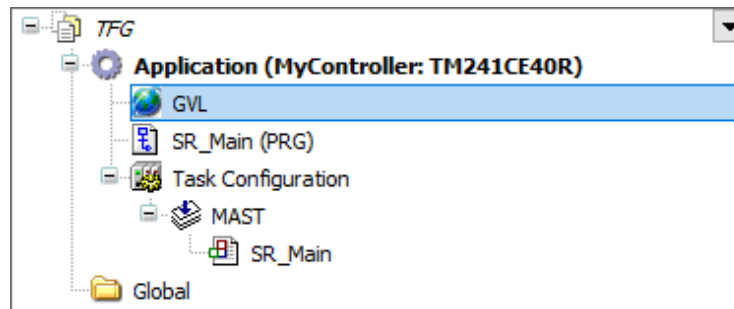 TFG
Application (MyController: TM241CE40R)
GVL
SR_Main (PRG)
Task Configuration
MAST
SR_Main
Global